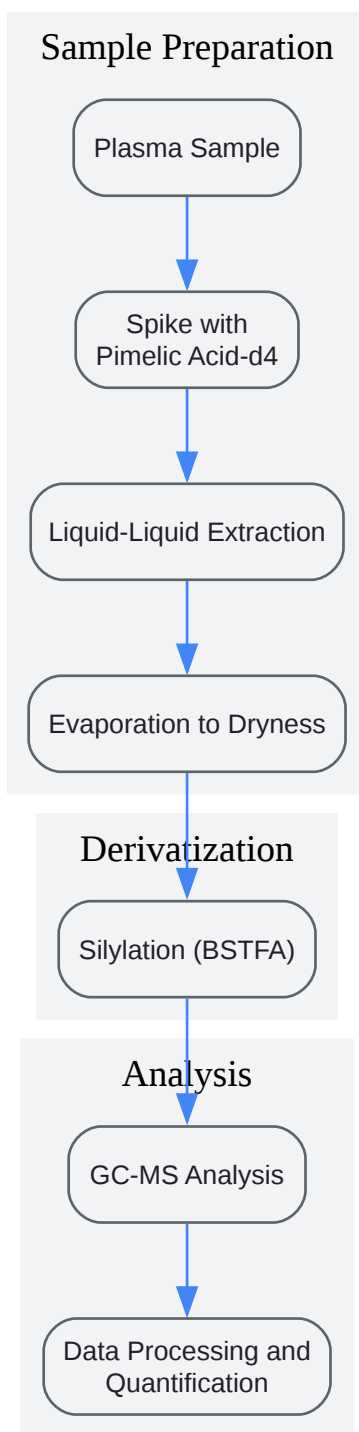 Sample Preparation
Plasma Sample
Spike with
Pimelic Acid-d4
Liquid-Liquid Extraction
Evaporation to Dryness
Derivatization
Silylation (BSTFA)
Analysis
GC-MS Analysis
Data Processing and
Quantification